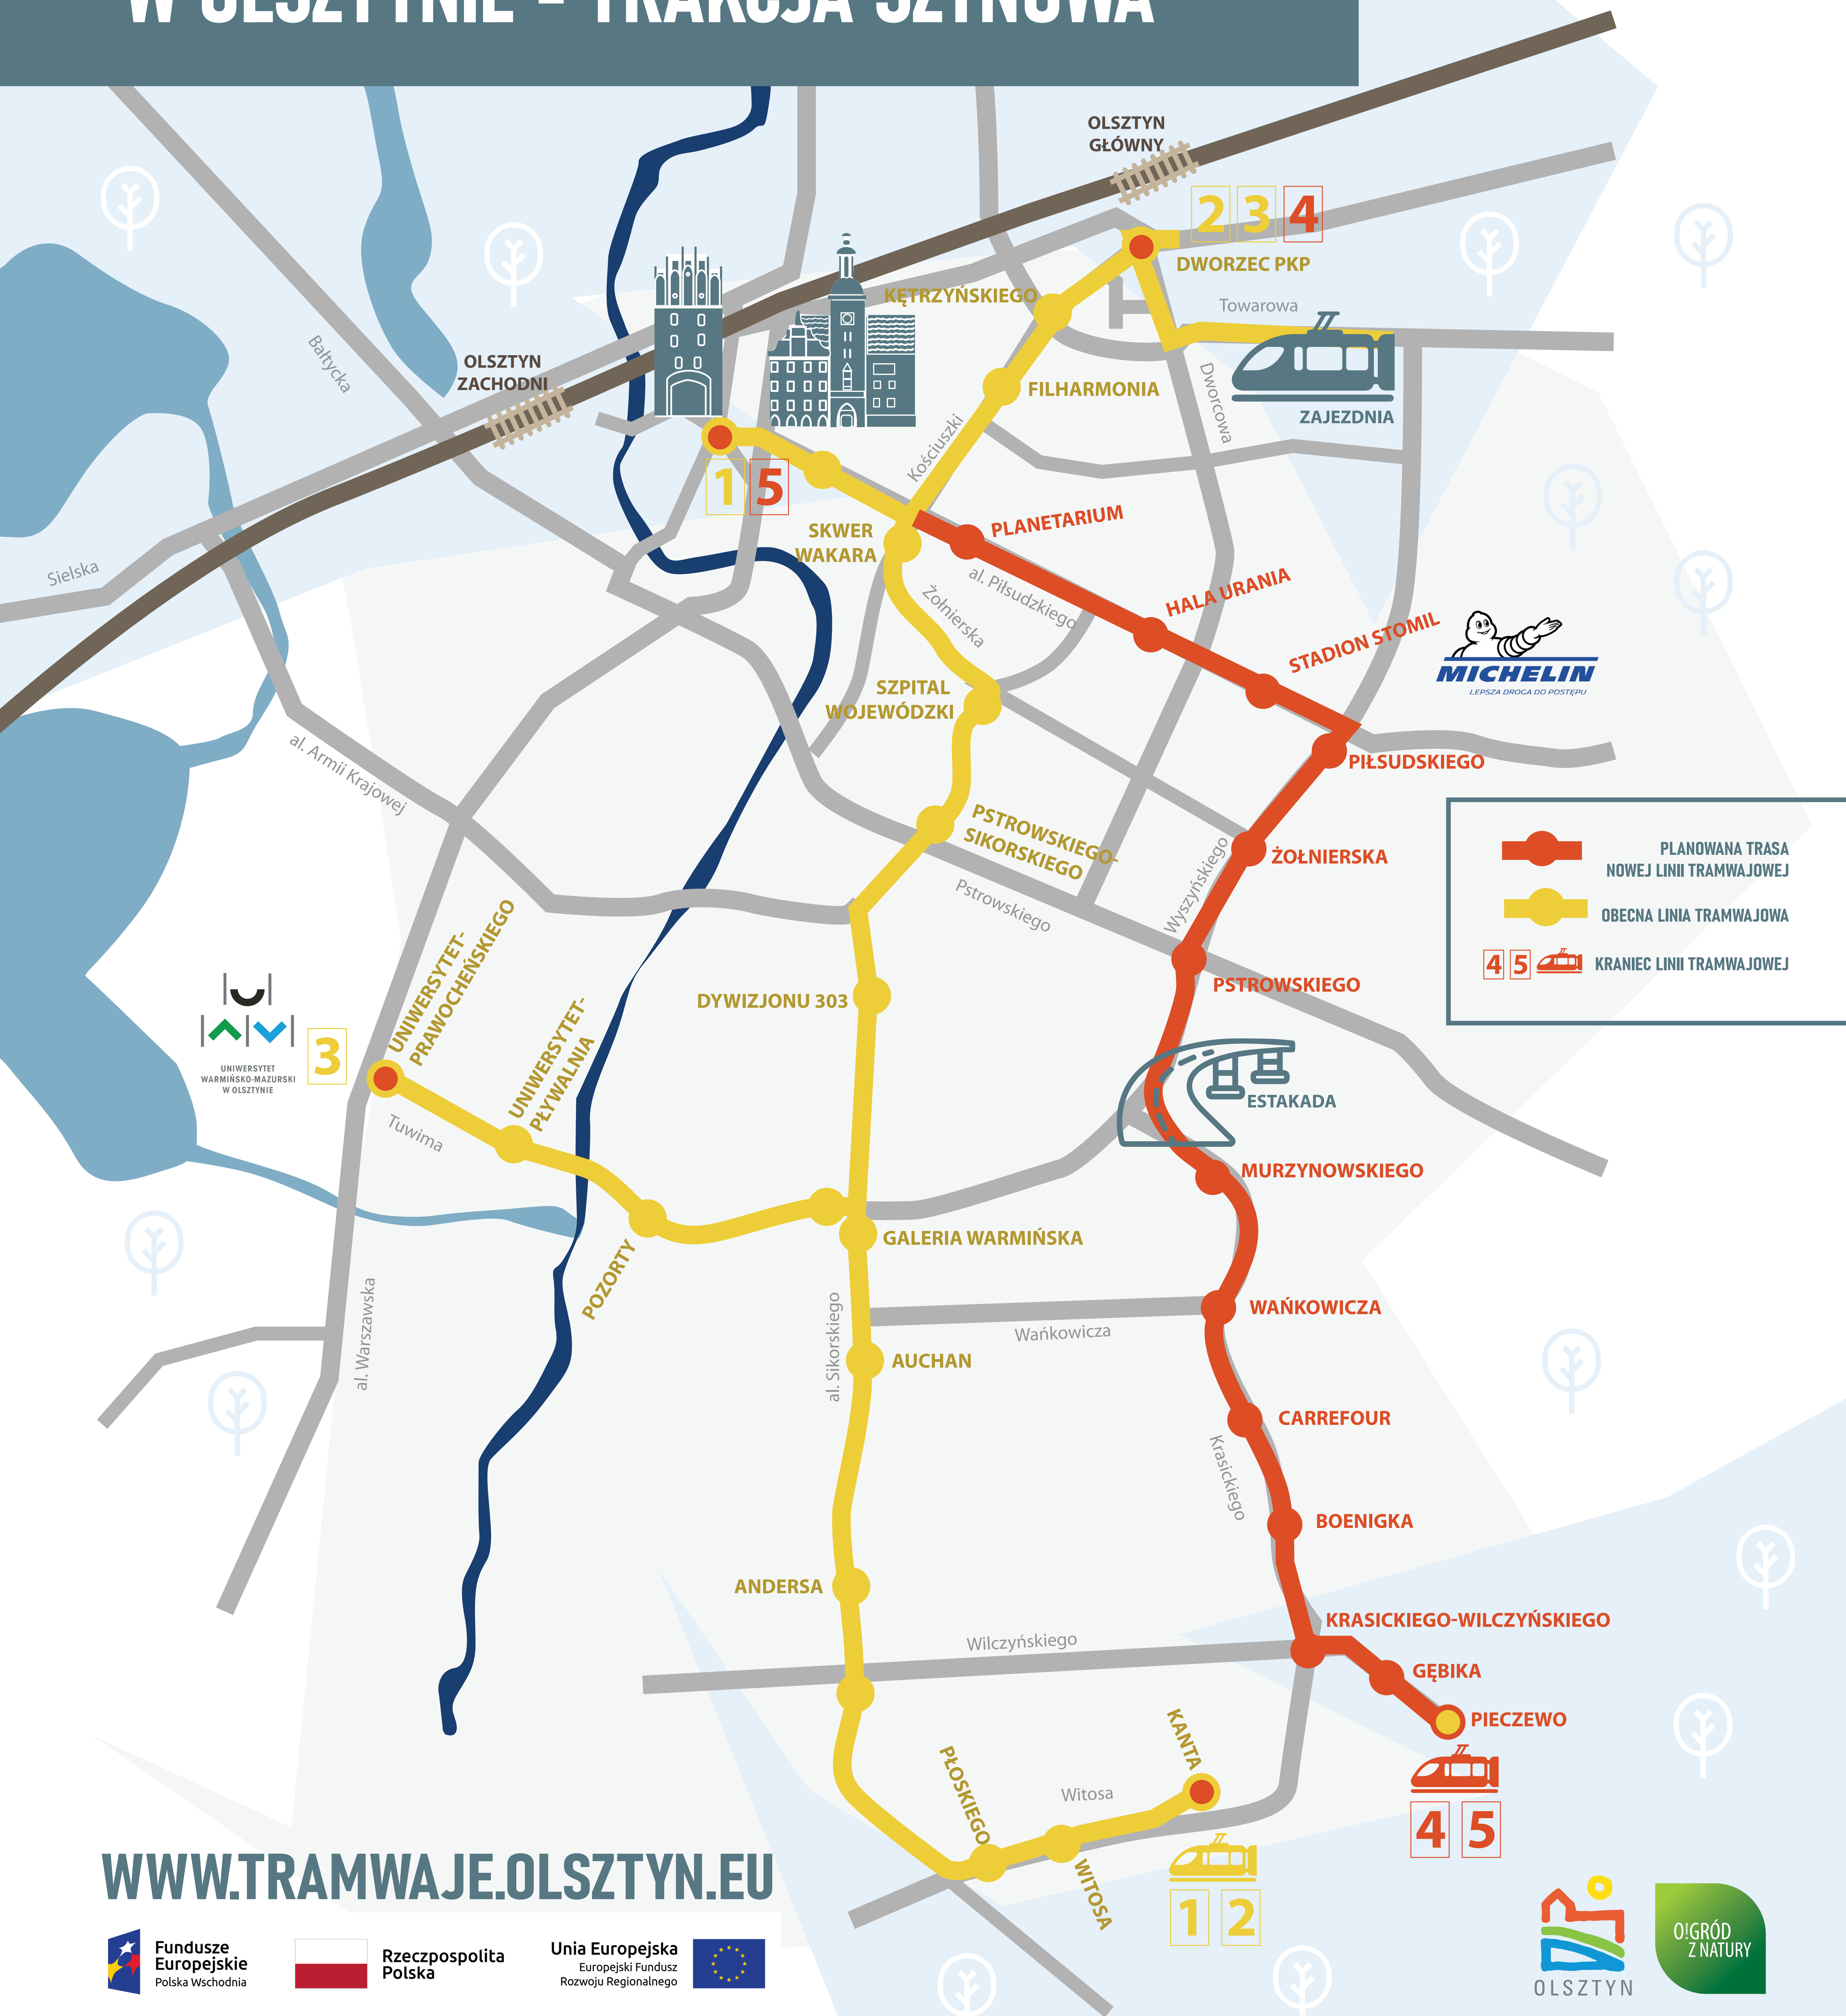 W OLSZTYNIE - TRAKCJA SZYNOWA
OLSZTYN
GŁÓWNY
2 3 4
DWORZEC PKP
KĘTRZYŃSKIEGO
Towarowa
Bałtycka
OLSZTYN
ZACHODNI
FILHARMONIA
Dworcowa
ZAJEZDNIA
Kościuszki
1 5
PLANETARIUM
SKWER
WAKARA
Sielska
al. Piłsudzkiego
HALA URANIA
Żołnierska
STADION STOMIL
MICHELIN
LEPSZA DROGA DO POSTĘPU
SZPITAL
WOJEWÓDZKI
al. Armii Krajowej
PIŁSUDSKIEGO
PSTROWSKIEGO-
SIKORSKIEGO
ŻOŁNIERSKA
Wyszyńskiego
Pstrowskiego
PLANOWANA TRASA
NOWEJ LINII TRAMWAJOWEJ
OBECNA LINIA TRAMWAJOWA
4 5 KRANIEC LINII TRAMWAJOWEJ
UNIWERSYTET-
PRAWOCHEŃSKIEGO
DYWIZJONU 303
PSTROWSKIEGO
UNIWERSYTET
WARMIŃSKO-MAZURSKI
W OLSZTYNIE
3
UNIWERSYTET-
PŁYWALNIA
Tuwima
ESTAKADA
MURZYNOWSKIEGO
GALERIA WARMIŃSKA
POZORTY
al. Warszawska
al. Sikorskiego
WAŃKOWICZA
Wańkowicza
AUCHAN
CARREFOUR
Krasickiego
BOENIGKA
ANDERSA
KRASICKIEGO-WILCZYŃSKIEGO
Wilczyńskiego
GĘBIKA
PIECZEWO
KANTA
PŁOSKIEGO
Witosa
4 5
WITOSA
1 2
WWW.TRAMWAJE.OLSZTYN.EU
Fundusze
Europejskie
Polska Wschodnia
Rzeczpospolita
Polska
Unia Europejska
Europejski Fundusz
Rozwoju Regionalnego
OLSZTYN
O!GRÓD
Z NATURY